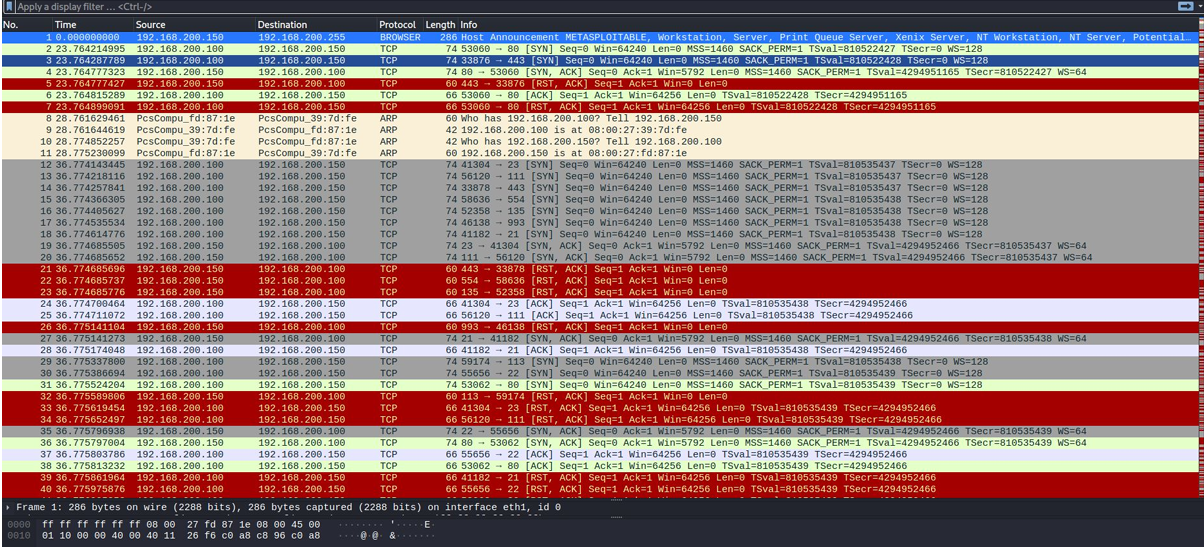 Apply a display filter ... <Ctrl-/>
No. Time Source Destination Protocol Length Info
1 0.000000000 192.168.200.150 192.168.200.255 BROWSER 286 Host Announcement METASPLOITABLE, Workstation, Server, Print Queue Server, Xenix Server, NT Workstation, NT Server, Potential…
2 23.764214995 192.168.200.100 192.168.200.150 TCP 74 53060 → 80 [SYN] Seq=0 Win=64240 Len=0 MSS=1460 SACK_PERM=1 TSval=810522427 TSecr=0 WS=128
3 23.764287789 192.168.200.100 192.168.200.150 TCP 74 33876 → 443 [SYN] Seq=0 Win=64240 Len=0 MSS=1460 SACK_PERM=1 TSval=810522428 TSecr=0 WS=128
4 23.764777323 192.168.200.150 192.168.200.100 TCP 74 80 → 53060 [SYN, ACK] Seq=0 Ack=1 Win=5792 Len=0 MSS=1460 SACK_PERM=1 TSval=4294951165 TSecr=810522427 WS=64
5 23.764777427 192.168.200.150 192.168.200.100 TCP 60 443 → 33876 [RST, ACK] Seq=1 Ack=1 Win=0 Len=0
6 23.764815289 192.168.200.100 192.168.200.150 TCP 66 53060 → 80 [ACK] Seq=1 Ack=1 Win=64256 Len=0 TSval=810522428 TSecr=4294951165
7 23.764899091 192.168.200.100 192.168.200.150 TCP 66 53060 → 80 [RST, ACK] Seq=1 Ack=1 Win=64256 Len=0 TSval=810522428 TSecr=4294951165
8 28.761629461 PcsCompu_fd:87:1e PcsCompu_39:7d:fe ARP 60 Who has 192.168.200.100? Tell 192.168.200.150
9 28.761644619 PcsCompu_39:7d:fe PcsCompu_fd:87:1e ARP 42 192.168.200.100 is at 08:00:27:39:7d:fe
10 28.774852257 PcsCompu_39:7d:fe PcsCompu_fd:87:1e ARP 42 Who has 192.168.200.150? Tell 192.168.200.100
11 28.775230099 PcsCompu_fd:87:1e PcsCompu_39:7d:fe ARP 60 192.168.200.150 is at 08:00:27:fd:87:1e
12 36.774143445 192.168.200.100 192.168.200.150 TCP 74 41304 → 23 [SYN] Seq=0 Win=64240 Len=0 MSS=1460 SACK_PERM=1 TSval=810535437 TSecr=0 WS=128
13 36.774218116 192.168.200.100 192.168.200.150 TCP 74 56120 → 111 [SYN] Seq=0 Win=64240 Len=0 MSS=1460 SACK_PERM=1 TSval=810535437 TSecr=0 WS=128
14 36.774257841 192.168.200.100 192.168.200.150 TCP 74 33878 → 443 [SYN] Seq=0 Win=64240 Len=0 MSS=1460 SACK_PERM=1 TSval=810535437 TSecr=0 WS=128
15 36.774366305 192.168.200.100 192.168.200.150 TCP 74 58636 → 554 [SYN] Seq=0 Win=64240 Len=0 MSS=1460 SACK_PERM=1 TSval=810535438 TSecr=0 WS=128
16 36.774405627 192.168.200.100 192.168.200.150 TCP 74 52358 → 135 [SYN] Seq=0 Win=64240 Len=0 MSS=1460 SACK_PERM=1 TSval=810535438 TSecr=0 WS=128
17 36.774535534 192.168.200.100 192.168.200.150 TCP 74 46138 → 993 [SYN] Seq=0 Win=64240 Len=0 MSS=1460 SACK_PERM=1 TSval=810535438 TSecr=0 WS=128
18 36.774614776 192.168.200.100 192.168.200.150 TCP 74 41182 → 21 [SYN] Seq=0 Win=64240 Len=0 MSS=1460 SACK_PERM=1 TSval=810535438 TSecr=0 WS=128
19 36.774685505 192.168.200.150 192.168.200.100 TCP 74 23 → 41304 [SYN, ACK] Seq=0 Ack=1 Win=5792 Len=0 MSS=1460 SACK_PERM=1 TSval=4294952466 TSecr=810535437 WS=64
20 36.774685652 192.168.200.150 192.168.200.100 TCP 74 111 → 56120 [SYN, ACK] Seq=0 Ack=1 Win=5792 Len=0 MSS=1460 SACK_PERM=1 TSval=4294952466 TSecr=810535437 WS=64
21 36.774685696 192.168.200.150 192.168.200.100 TCP 60 443 → 33878 [RST, ACK] Seq=1 Ack=1 Win=0 Len=0
22 36.774685737 192.168.200.150 192.168.200.100 TCP 60 554 → 58636 [RST, ACK] Seq=1 Ack=1 Win=0 Len=0
23 36.774685776 192.168.200.150 192.168.200.100 TCP 60 135 → 52358 [RST, ACK] Seq=1 Ack=1 Win=0 Len=0
24 36.774700464 192.168.200.100 192.168.200.150 TCP 66 41304 → 23 [ACK] Seq=1 Ack=1 Win=64256 Len=0 TSval=810535438 TSecr=4294952466
25 36.774711072 192.168.200.100 192.168.200.150 TCP 66 56120 → 111 [ACK] Seq=1 Ack=1 Win=64256 Len=0 TSval=810535438 TSecr=4294952466
26 36.775141104 192.168.200.150 192.168.200.100 TCP 60 993 → 46138 [RST, ACK] Seq=1 Ack=1 Win=0 Len=0
27 36.775141273 192.168.200.150 192.168.200.100 TCP 74 21 → 41182 [SYN, ACK] Seq=0 Ack=1 Win=5792 Len=0 MSS=1460 SACK_PERM=1 TSval=4294952466 TSecr=810535438 WS=64
28 36.775174048 192.168.200.100 192.168.200.150 TCP 66 41182 → 21 [ACK] Seq=1 Ack=1 Win=64256 Len=0 TSval=810535438 TSecr=4294952466
29 36.775337800 192.168.200.100 192.168.200.150 TCP 74 59174 → 113 [SYN] Seq=0 Win=64240 Len=0 MSS=1460 SACK_PERM=1 TSval=810535438 TSecr=0 WS=128
30 36.775386694 192.168.200.100 192.168.200.150 TCP 74 55656 → 22 [SYN] Seq=0 Win=64240 Len=0 MSS=1460 SACK_PERM=1 TSval=810535439 TSecr=0 WS=128
31 36.775524204 192.168.200.100 192.168.200.150 TCP 74 53062 → 80 [SYN] Seq=0 Win=64240 Len=0 MSS=1460 SACK_PERM=1 TSval=810535439 TSecr=0 WS=128
32 36.775589806 192.168.200.150 192.168.200.100 TCP 60 113 → 59174 [RST, ACK] Seq=1 Ack=1 Win=0 Len=0
33 36.775619454 192.168.200.100 192.168.200.150 TCP 66 41304 → 23 [RST, ACK] Seq=1 Ack=1 Win=64256 Len=0 TSval=810535439 TSecr=4294952466
34 36.775652497 192.168.200.100 192.168.200.150 TCP 66 56120 → 111 [RST, ACK] Seq=1 Ack=1 Win=64256 Len=0 TSval=810535439 TSecr=4294952466
35 36.775796938 192.168.200.150 192.168.200.100 TCP 74 22 → 55656 [SYN, ACK] Seq=0 Ack=1 Win=5792 Len=0 MSS=1460 SACK_PERM=1 TSval=4294952466 TSecr=810535439 WS=64
36 36.775797004 192.168.200.150 192.168.200.100 TCP 74 80 → 53062 [SYN, ACK] Seq=0 Ack=1 Win=5792 Len=0 MSS=1460 SACK_PERM=1 TSval=4294952466 TSecr=810535439 WS=64
37 36.775803786 192.168.200.100 192.168.200.150 TCP 66 55656 → 22 [ACK] Seq=1 Ack=1 Win=64256 Len=0 TSval=810535439 TSecr=4294952466
38 36.775813232 192.168.200.100 192.168.200.150 TCP 66 53062 → 80 [ACK] Seq=1 Ack=1 Win=64256 Len=0 TSval=810535439 TSecr=4294952466
39 36.775861964 192.168.200.100 192.168.200.150 TCP 66 41182 → 21 [RST, ACK] Seq=1 Ack=1 Win=64256 Len=0 TSval=810535439 TSecr=4294952466
40 36.775975876 192.168.200.100 192.168.200.150 TCP 66 55656 → 22 [RST, ACK] Seq=1 Ack=1 Win=64256 Len=0 TSval=810535439 TSecr=4294952466
Frame 1: 286 bytes on wire (2288 bits), 286 bytes captured (2288 bits) on interface eth1, id 0
0000 ff ff ff ff ff ff 08 00 27 fd 87 1e 08 00 45 00 ········ '·····E·
0010 01 10 00 00 40 00 40 11 26 f6 c0 a8 c8 96 c0 a8 ····@·@· &·······